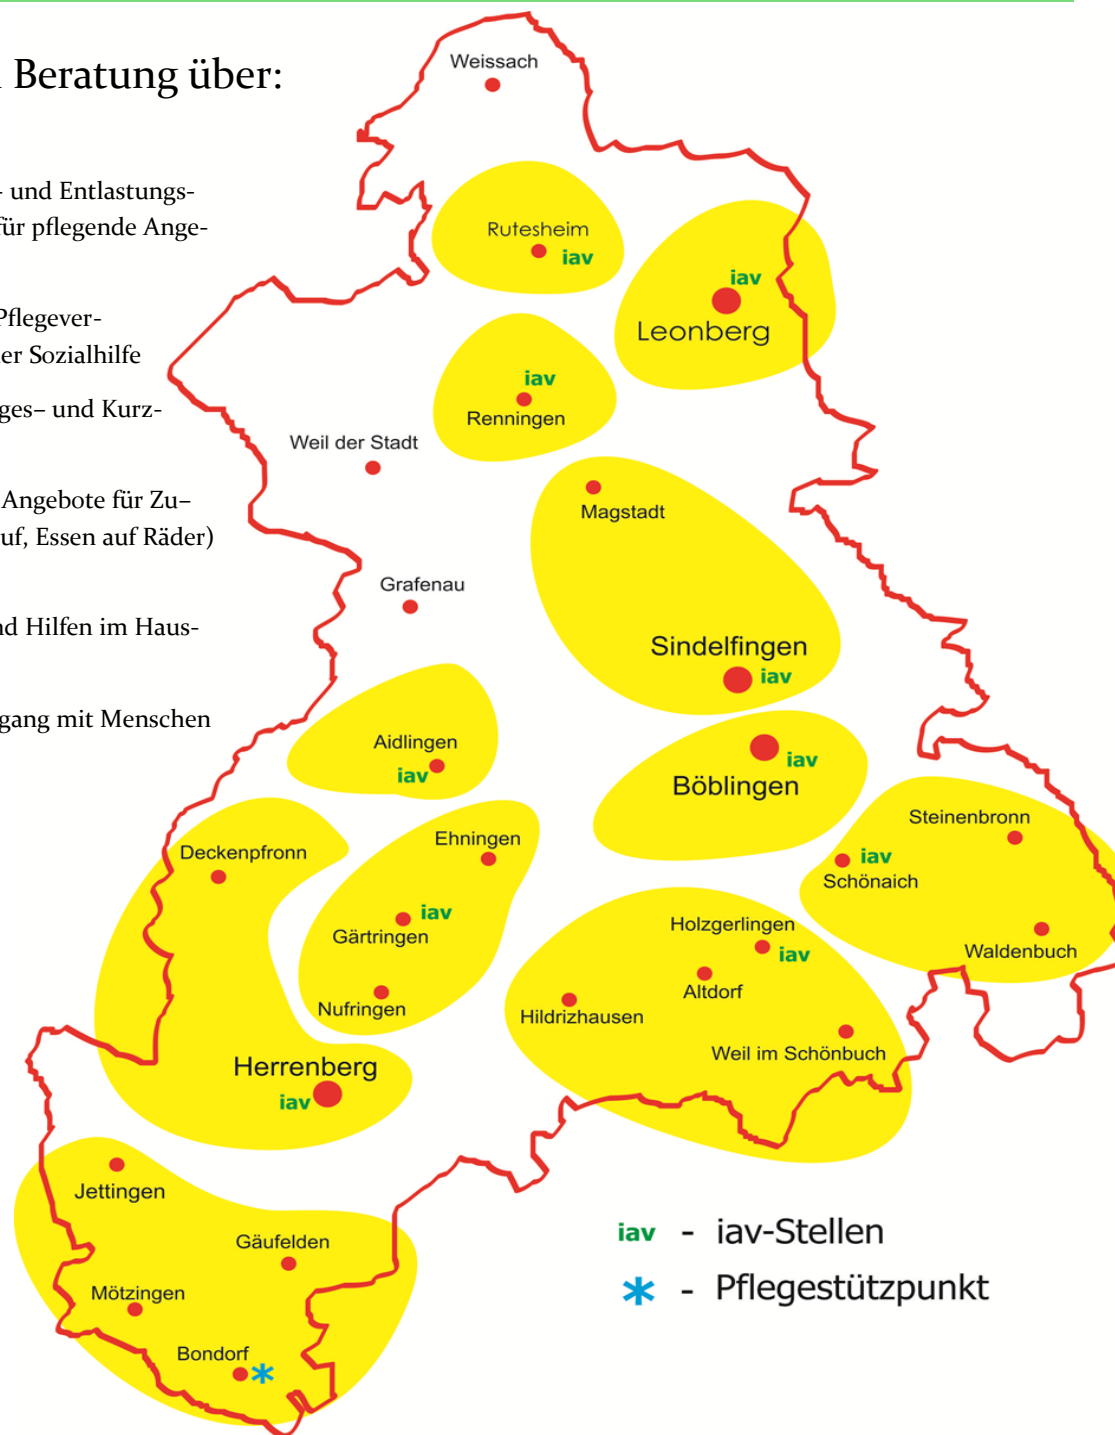 Beratung über:
- und Entlastungs-
für pflegende Ange-
Pflegever-
er Sozialhilfe
ges– und Kurz-
Angebote für Zu–
uf, Essen auf Räder)
nd Hilfen im Haus-
gang mit Menschen
Weissach
Rutesheim
iav
iav
Leonberg
iav
Renningen
Weil der Stadt
Magstadt
Grafenau
Sindelfingen
iav
Aidlingen
iav
iav
Böblingen
Steinenbronn
Ehningen
Deckenpfronn
iav
Schönaich
iav
Gärtringen
Holzgerlingen
iav
Waldenbuch
Altdorf
Nufringen
Hildrizhausen
Weil im Schönbuch
Herrenberg
iav
Jettingen
Gäufelden
Mötzingen
Bondorf
*
iav - iav-Stellen
* - Pflegestützpunkt